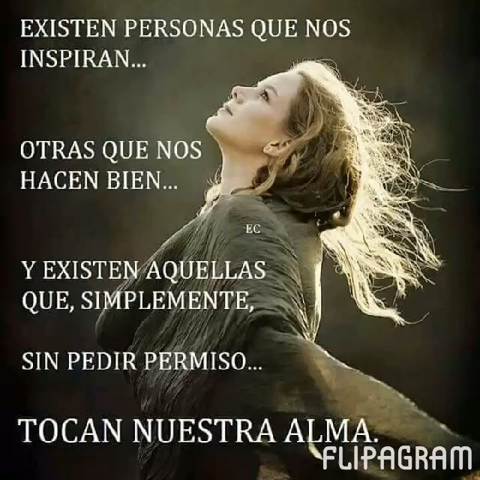 EXISTEN PERSONAS QUE NOS
INSPIRAN...
OTRAS QUE NOS
HACEN BIEN...
EC
Y EXISTEN AQUELLAS
QUE, SIMPLEMENTE,
SIN PEDIR PERMISO...
TOCAN NUESTRA ALMA.
FLIPAGRAM